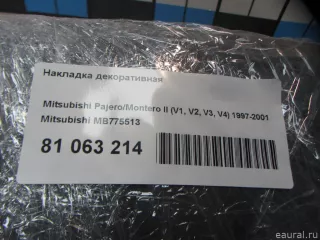 Накладка декоративная
Mitsubishi Pajero/Montero II (V1, V2, V3, V4) 1997-2001
Mitsubishi MB775513
81 063 214
eaural.ru